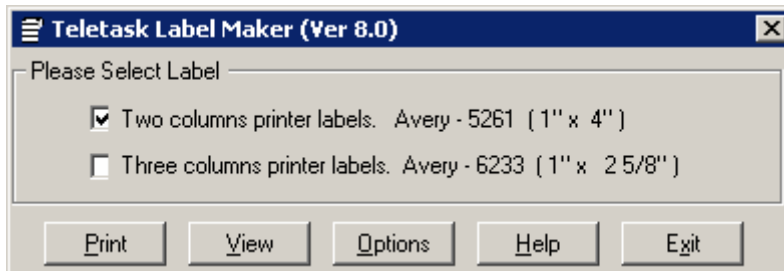 Teletask Label Maker (Ver 8.0)
Please Select Label
Two columns printer labels. Avery - 5261 ( 1" x 4" )
Three columns printer labels. Avery - 6233 ( 1" x 2 5/8" )
Print View Options Help Exit